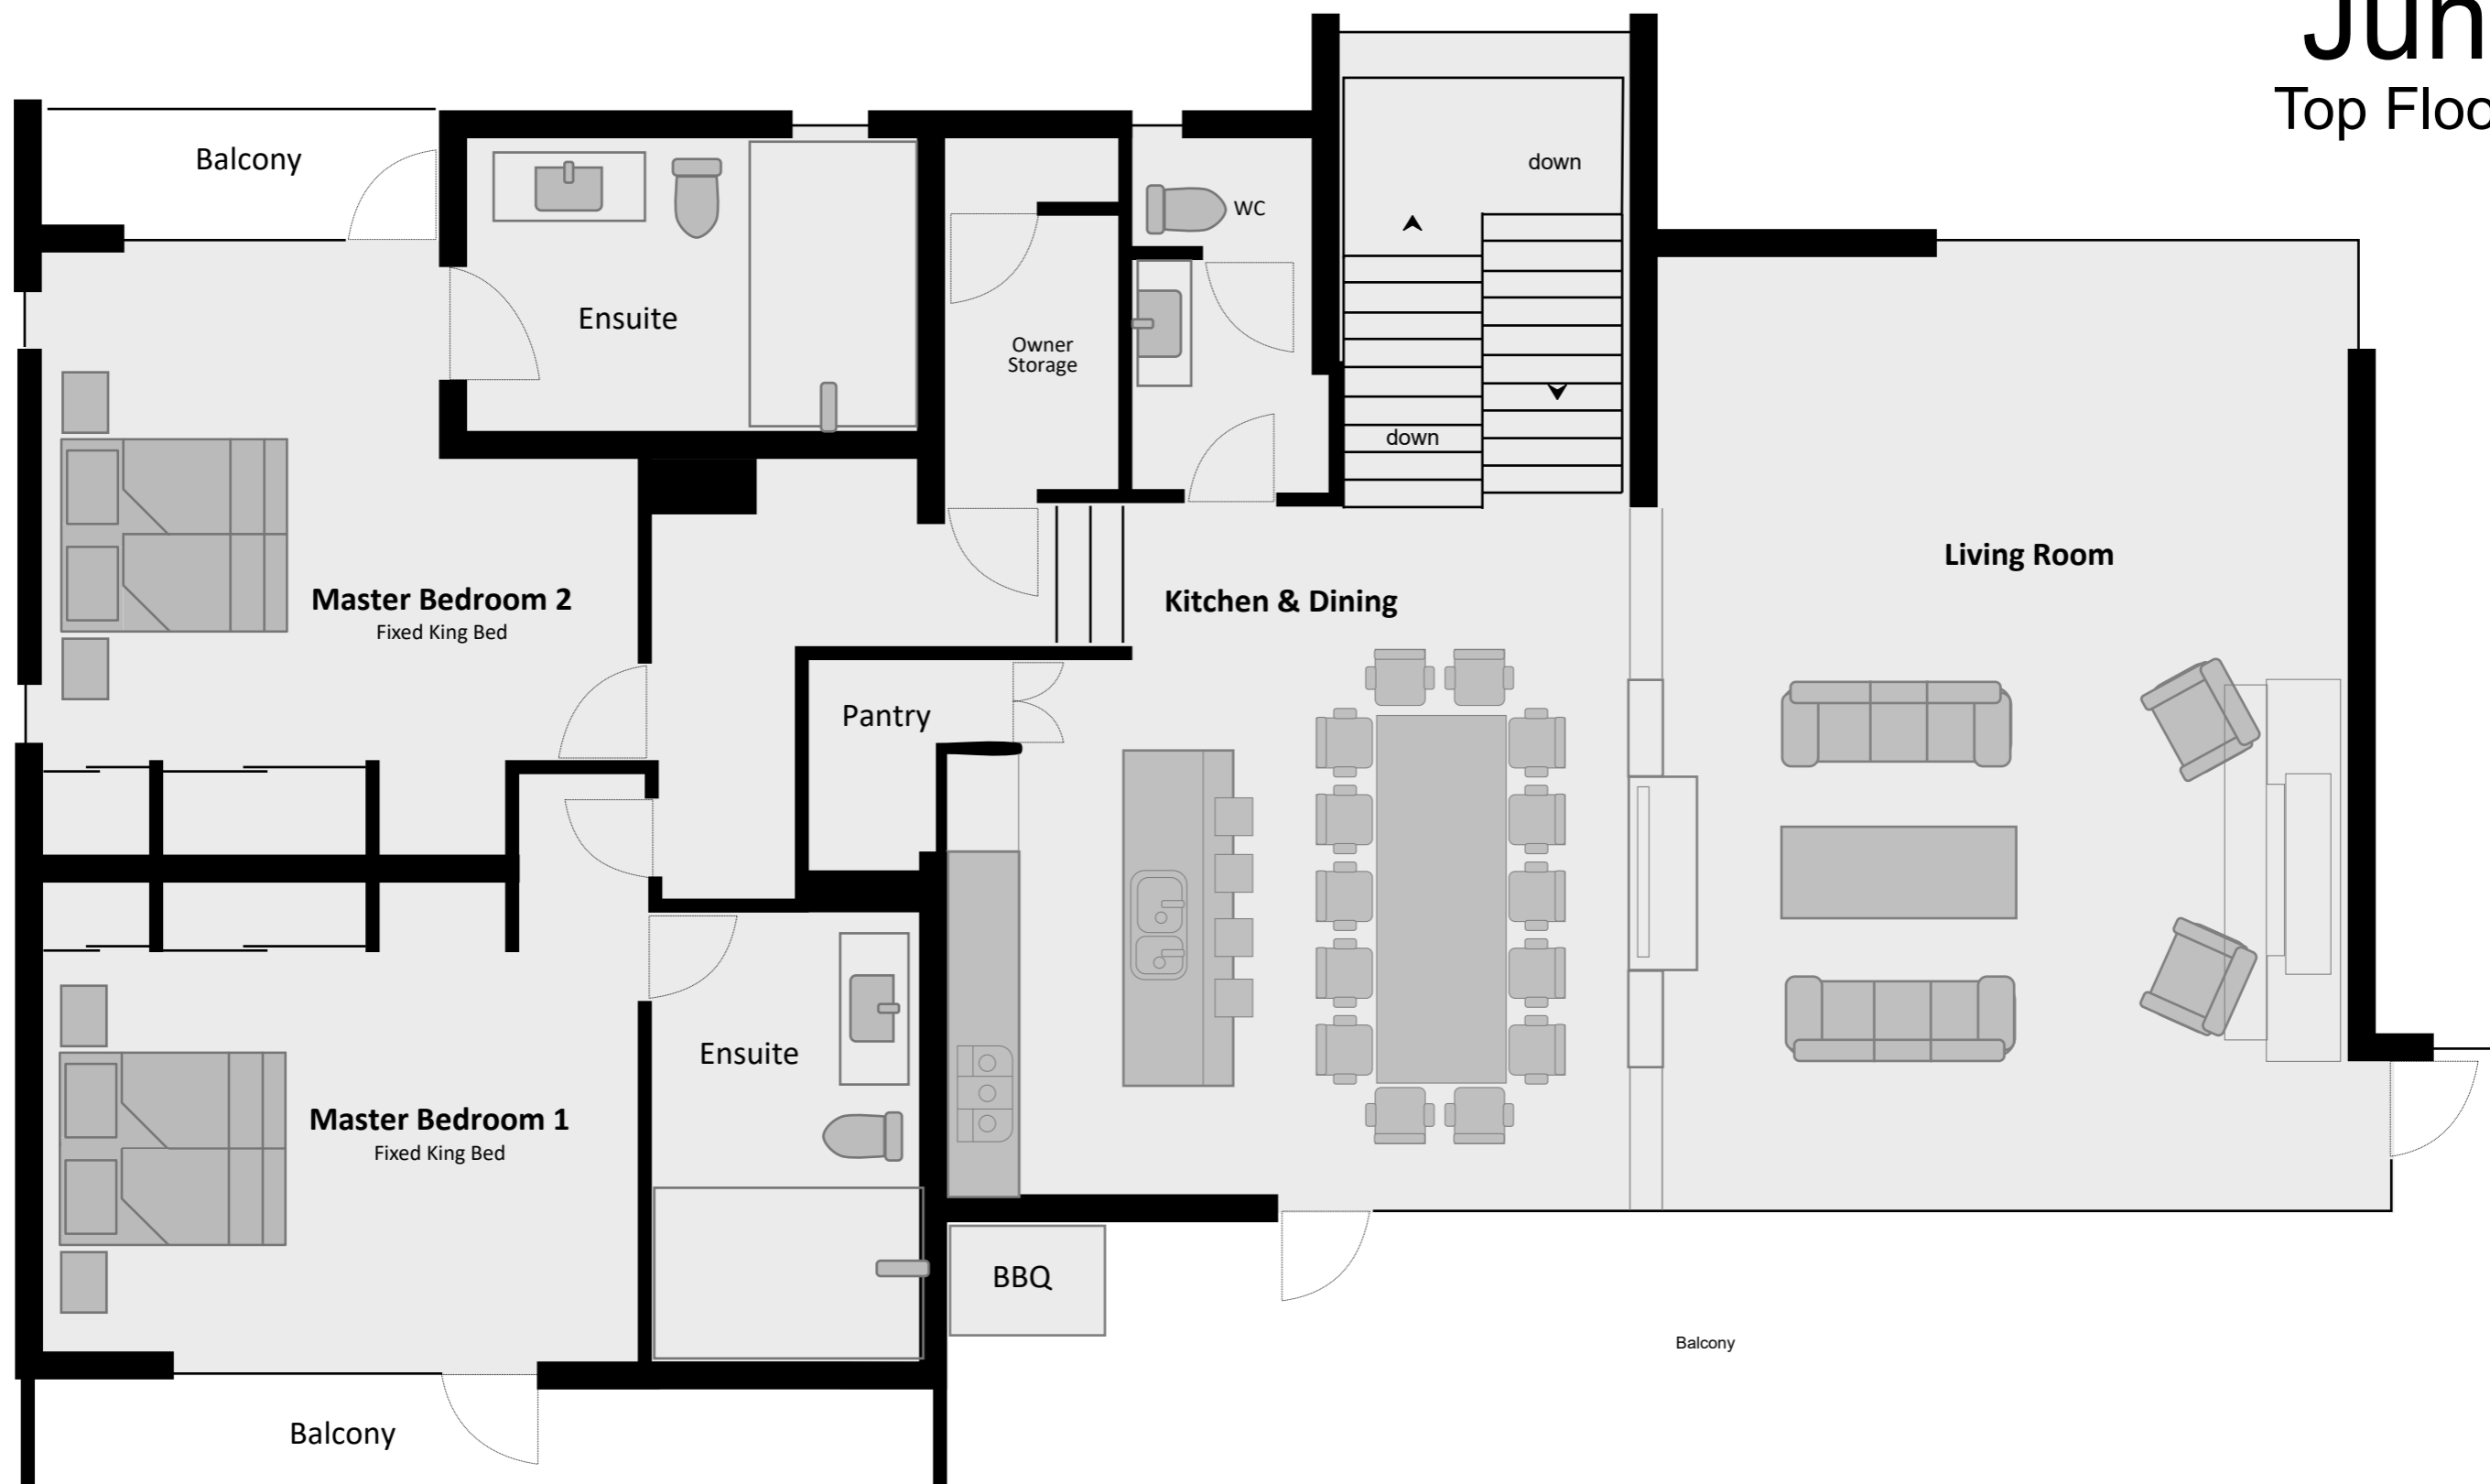 Jun
Top Floo
Balcony
down
WC
Ensuite
Owner
Storage
down
Living Room
Master Bedroom 2
Fixed King Bed
Kitchen & Dining
Pantry
Ensuite
Master Bedroom 1
Fixed King Bed
BBQ
Balcony
Balcony